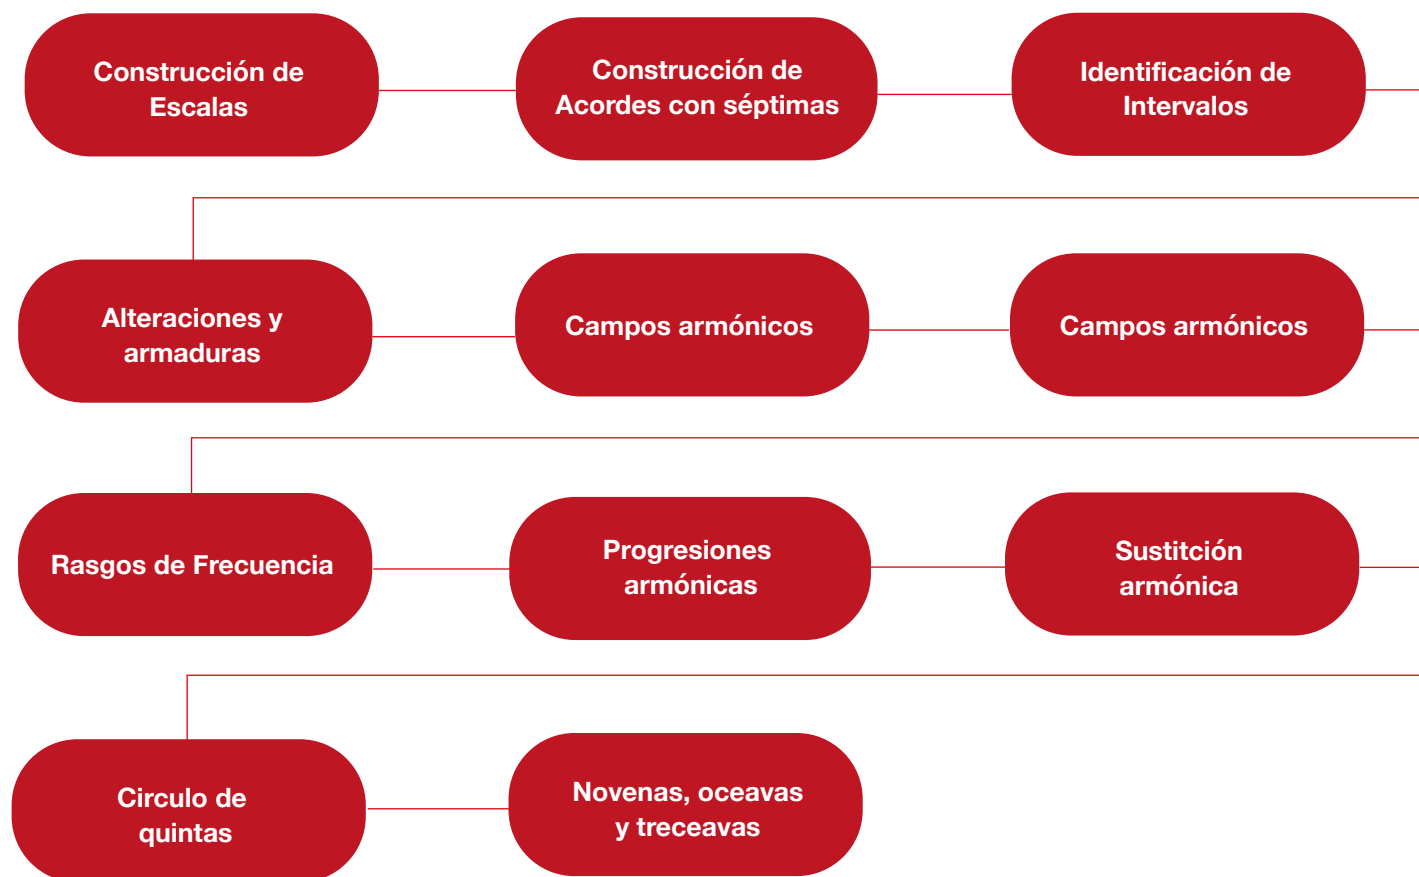 Construcción de
Escalas
Construcción de
Acordes con séptimas
Identificación de
Intervalos
Alteraciones y
armaduras
Campos armónicos
Campos armónicos
Rasgos de Frecuencia
Progresiones
armónicas
Sustitción
armónica
Circulo de
quintas
Novenas, oceavas
y treceavas